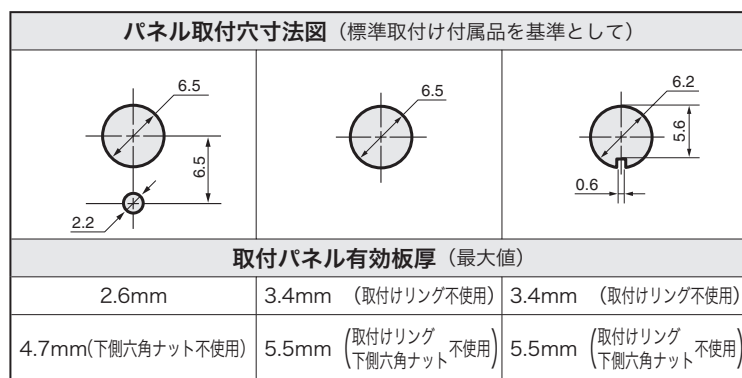 パネル取付穴寸法図（標準取付け付属品を基準として）
6.5
6.5
2.2
6.5
6.2
5.6
0.6
取付パネル有効板厚（最大値）
2.6mm
3.4mm （取付けリング不使用）
3.4mm （取付けリング不使用）
4.7mm(下側六角ナット不使用)
5.5mm (取付けリング
下側六角ナット不使用)
5.5mm (取付けリング
下側六角ナット不使用)